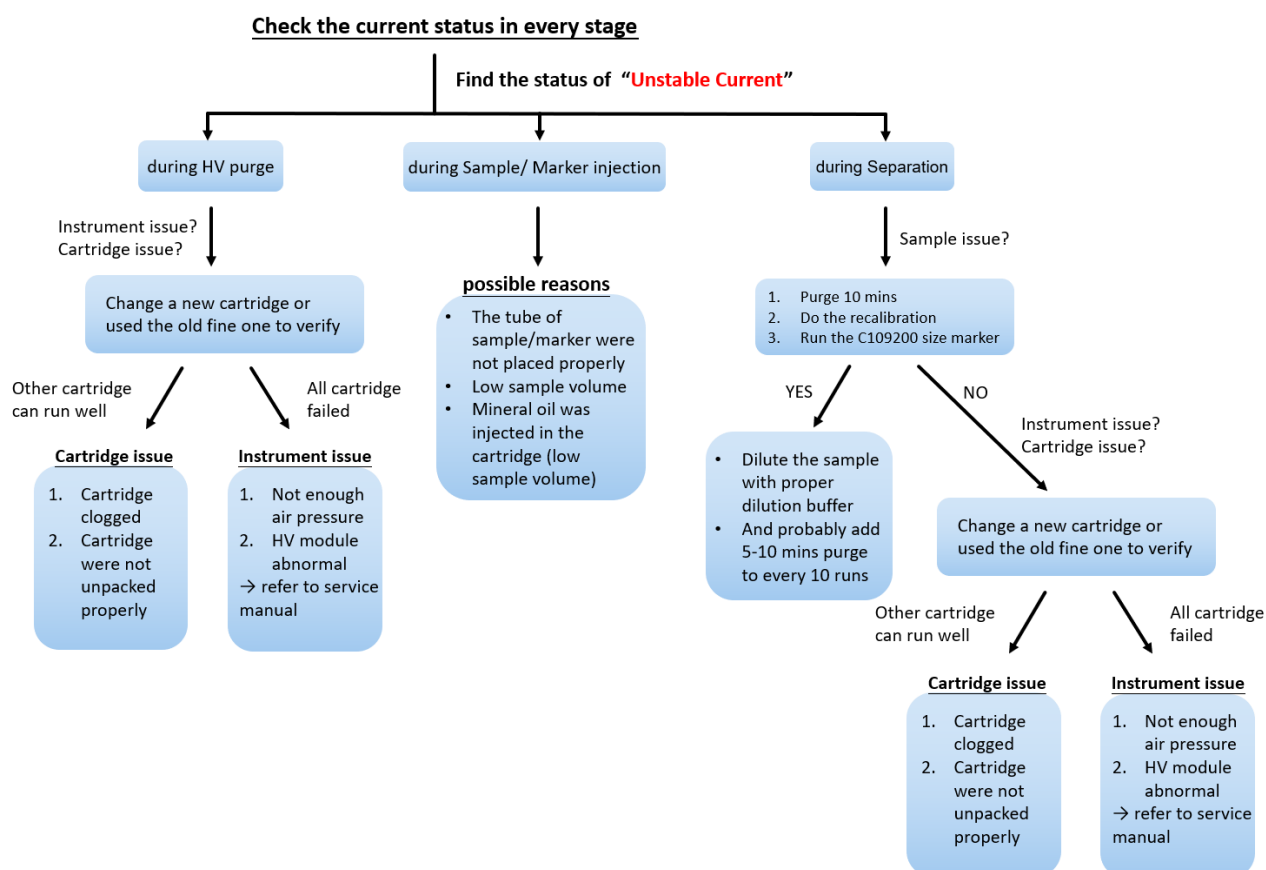 Check the current status in every stage
Find the status of “Unstable Current”
during HV purge
during Sample/ Marker injection
during Separation
Instrument issue?
Cartridge issue?
Change a new cartridge or
used the old fine one to verify
Other cartridge
can run well
All cartridge
failed
Cartridge issue
1. Cartridge
clogged
2. Cartridge
were not
unpacked
properly
Instrument issue
1. Not enough
air pressure
2. HV module
abnormal
→ refer to service
manual
possible reasons
• The tube of
sample/marker were
not placed properly
• Low sample volume
• Mineral oil was
injected in the
cartridge (low
sample volume)
Sample issue?
1. Purge 10 mins
2. Do the recalibration
3. Run the C109200 size marker
YES
NO
• Dilute the sample
with proper
dilution buffer
• And probably add
5-10 mins purge
to every 10 runs
Instrument issue?
Cartridge issue?
Change a new cartridge or
used the old fine one to verify
Other cartridge
can run well
All cartridge
failed
Cartridge issue
1. Cartridge
clogged
2. Cartridge
were not
unpacked
properly
Instrument issue
1. Not enough
air pressure
2. HV module
abnormal
→ refer to service
manual